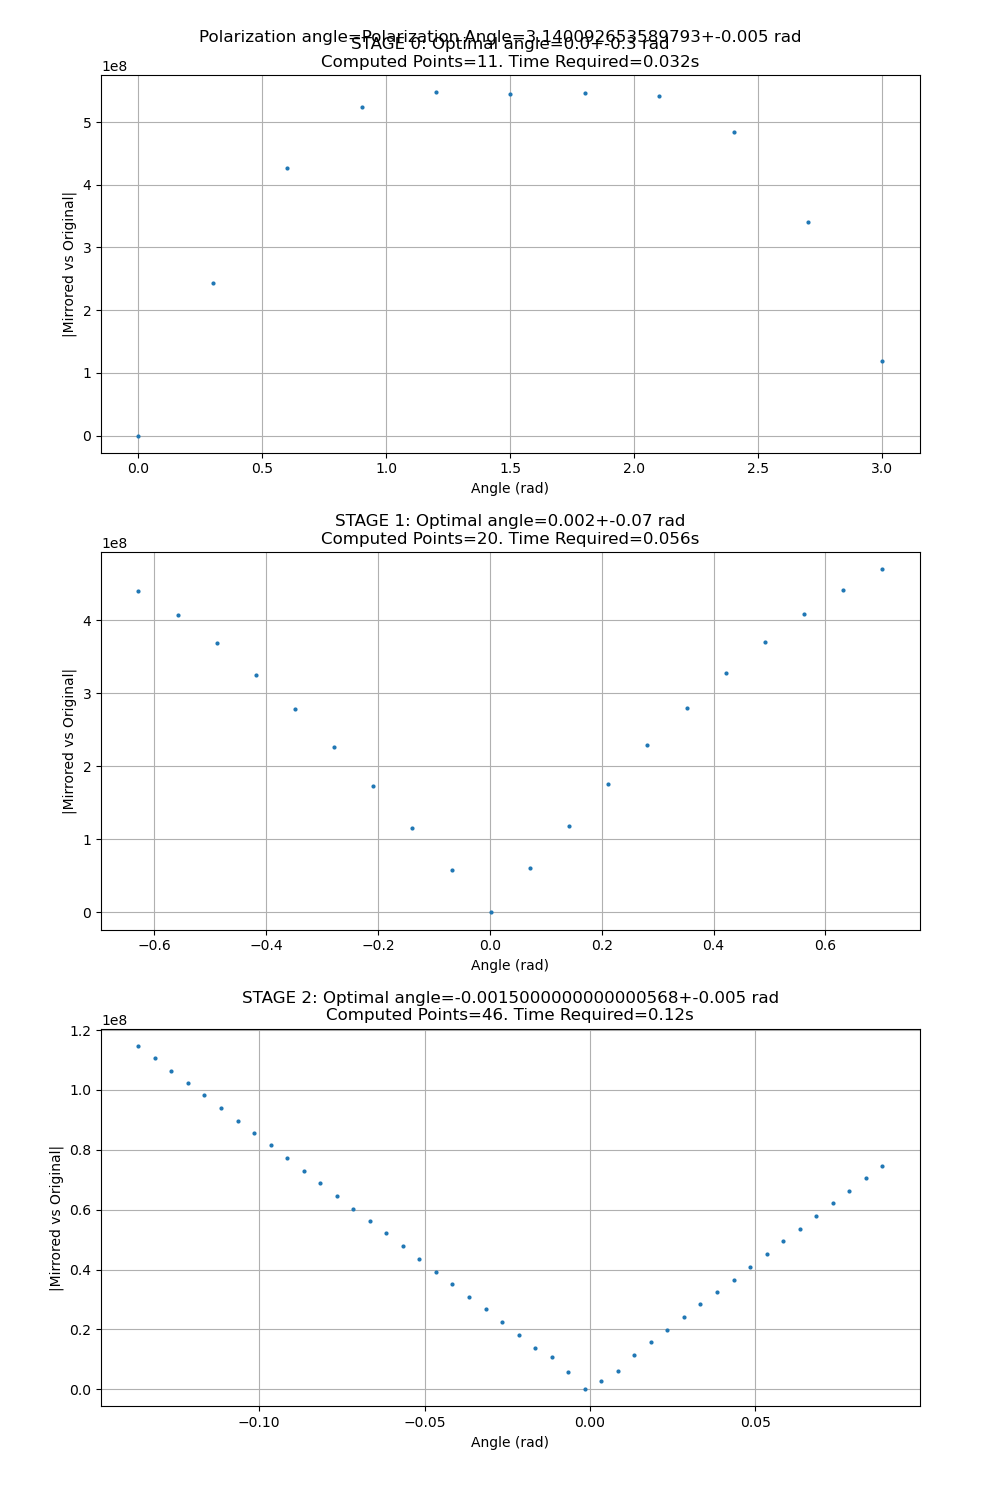 Polarization angle=Polarization Angle=3.140092653589793+-0.005 rad
STAGE 0: Optimal angle=0.0+-0.3 rad
Computed Points=11. Time Required=0.032s
1e8
5
4
3
2
1
0
|Mirrored vs Original|
0.0 0.5 1.0 1.5 2.0 2.5 3.0
Angle (rad)
STAGE 1: Optimal angle=0.002+-0.07 rad
Computed Points=20. Time Required=0.056s
1e8
4
3
2
1
0
|Mirrored vs Original|
−0.6 −0.4 −0.2 0.0 0.2 0.4 0.6
Angle (rad)
STAGE 2: Optimal angle=-0.0015000000000000568+-0.005 rad
Computed Points=46. Time Required=0.12s
1e8
1.2
1.0
0.8
0.6
0.4
0.2
0.0
|Mirrored vs Original|
−0.10 −0.05 0.00 0.05
Angle (rad)